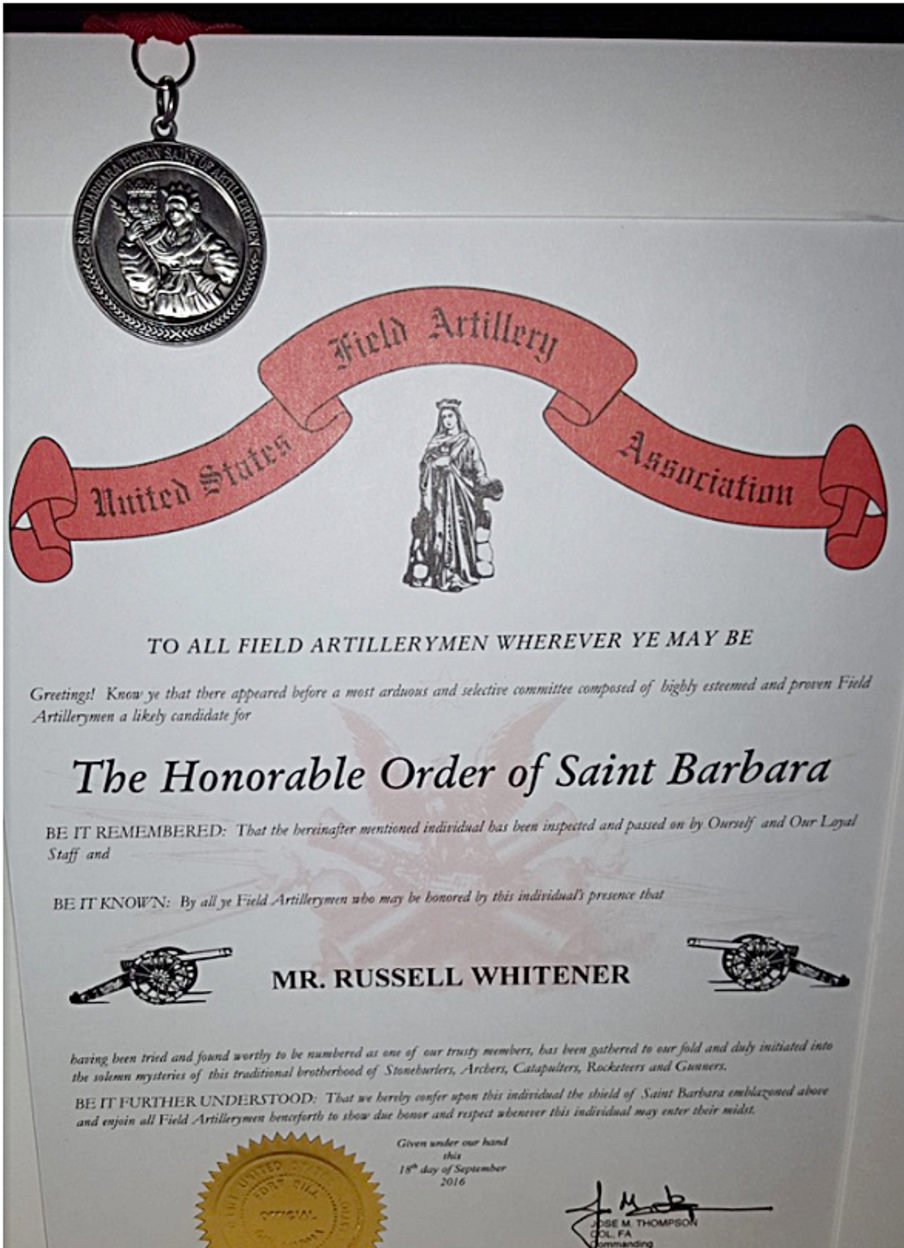 SAINT BARBARA PATRON SAINT OF ARTILLERYMEN
United States Field Artillery Association
TO ALL FIELD ARTILLERYMEN WHEREVER YE MAY BE
Greetings! Know ye that there appeared before a most arduous and selective committee composed of highly esteemed and proven Field
Artillerymen a likely candidate for
The Honorable Order of Saint Barbara
BE IT REMEMBERED: That the hereinafter mentioned individual has been inspected and passed on by Ourself and Our Loyal
Staff and
BE IT KNOWN: By all ye Field Artillerymen who may be honored by this individual's presence that
MR. RUSSELL WHITENER
having been tried and found worthy to be numbered as one of our trusty members, has been gathered to our fold and duly initiated into
the solemn mysteries of this traditional brotherhood of Stonehurlers, Archers, Catapulters, Rocketeers and Gunners.
BE IT FURTHER UNDERSTOOD: That we hereby confer upon this individual the shield of Saint Barbara emblazoned above
and enjoin all Field Artillerymen henceforth to show due honor and respect whenever this individual may enter their midst.
Given under our hand
this
18th day of September
2016
UNITED
FORT SILL
OFFICIAL
JOSE M. THOMPSON
COL, FA
Commanding